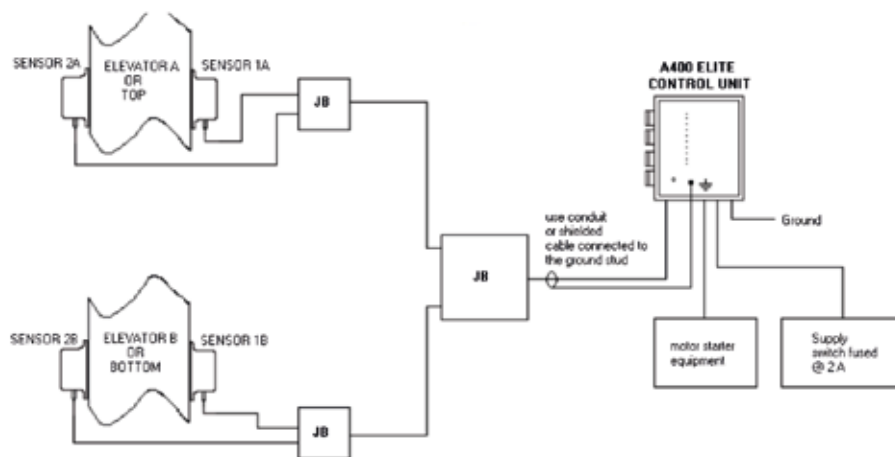 SENSOR 2A
ELEVATOR A
OR
TOP
SENSOR 1A
JB
A400 ELITE
CONTROL UNIT
use conduit
or shielded
cable connected to
the ground stud
Ground
JB
SENSOR 2B
ELEVATOR B
OR
BOTTOM
SENSOR 1B
JB
motor starter
equipment
Supply
switch fused
@ 2 A